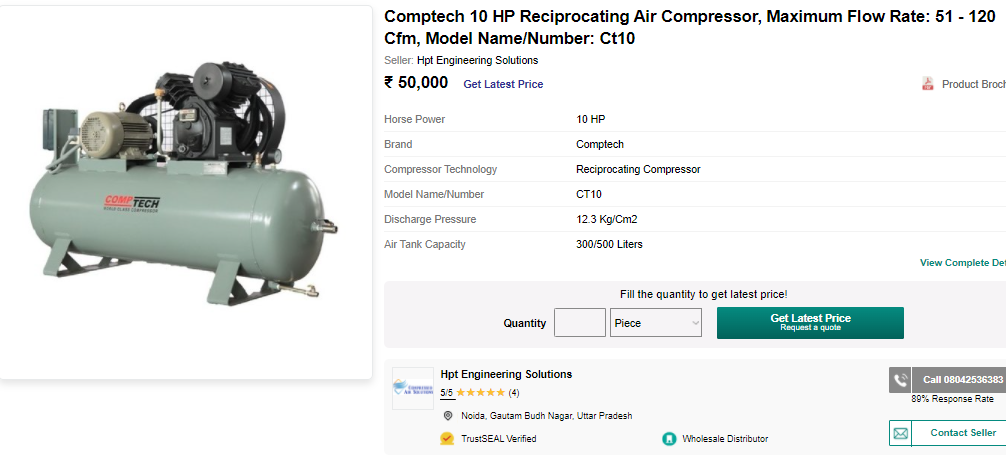 COMPTECH
Comptech 10 HP Reciprocating Air Compressor, Maximum Flow Rate: 51 - 120
Cfm, Model Name/Number: Ct10
Seller: Hpt Engineering Solutions
₹ 50,000 Get Latest Price
Product Broch
Horse Power 10 HP
Brand Comptech
Compressor Technology Reciprocating Compressor
Model Name/Number CT10
Discharge Pressure 12.3 Kg/Cm2
Air Tank Capacity 300/500 Liters
View Complete Det
Fill the quantity to get latest price!
Quantity Piece Get Latest Price
Request a quote
Hpt Engineering Solutions
5/5 (4)
Noida, Gautam Budh Nagar, Uttar Pradesh
TrustSEAL Verified Wholesale Distributor
Call 08042536383
89% Response Rate
Contact Seller